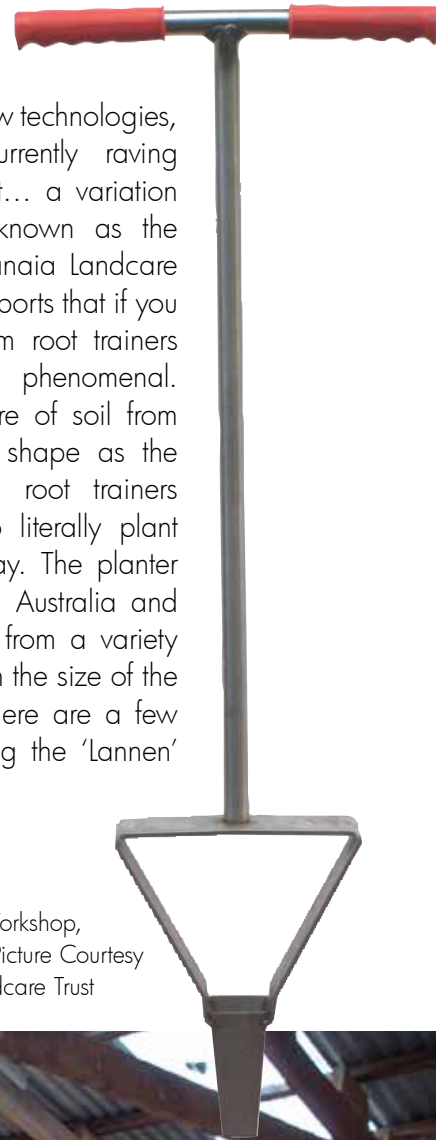 w technologies,
urrently raving
t… a variation
known as the
anaia Landcare
ports that if you
m root trainers
phenomenal.
re of soil from
shape as the
root trainers
o literally plant
ay. The planter
Australia and
from a variety
n the size of the
ere are a few
g the ‘Lannen’
orkshop,
Picture Courtesy
dcare Trust